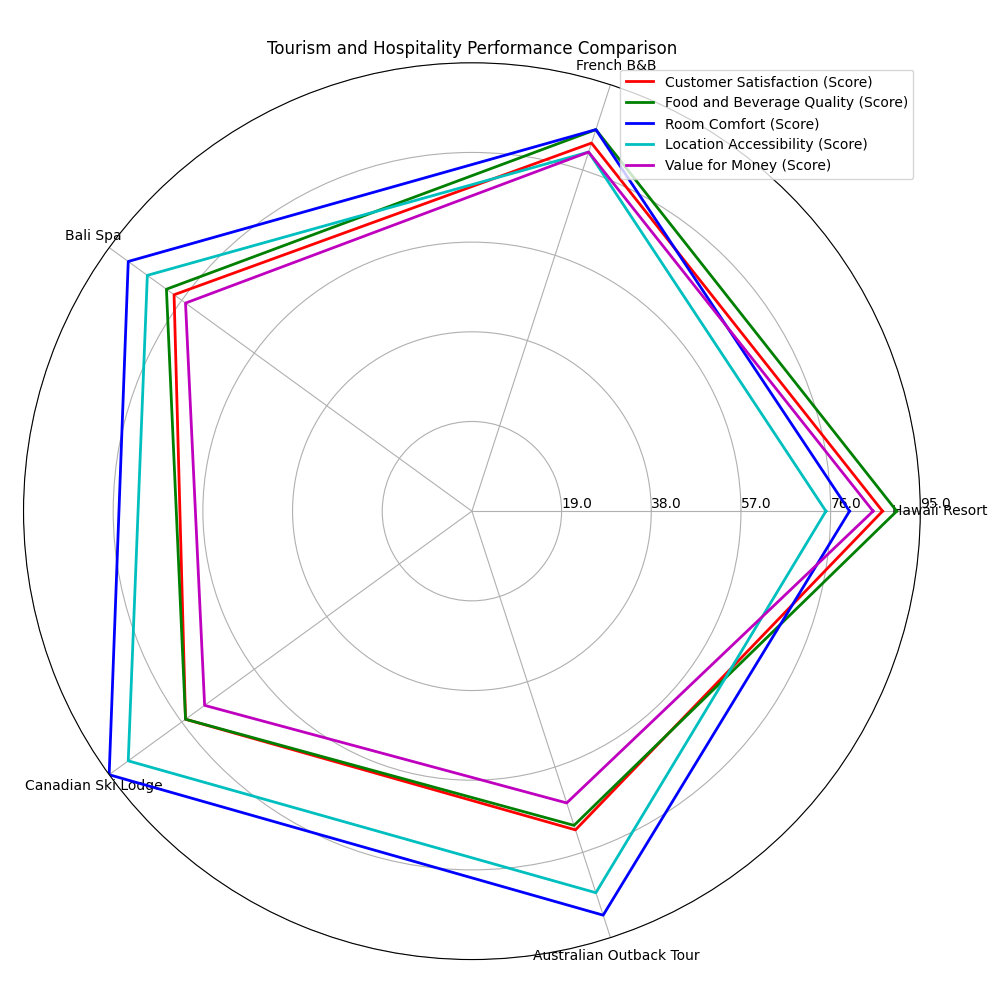 Tourism and Hospitality Performance Comparison
French B&B
Customer Satisfaction (Score)
Food and Beverage Quality (Score)
Room Comfort (Score)
Location Accessibility (Score)
Value for Money (Score)
Bali Spa
19.0
38.0
57.0
76.0
95.0
Hawaii Resort
Canadian Ski Lodge
Australian Outback Tour